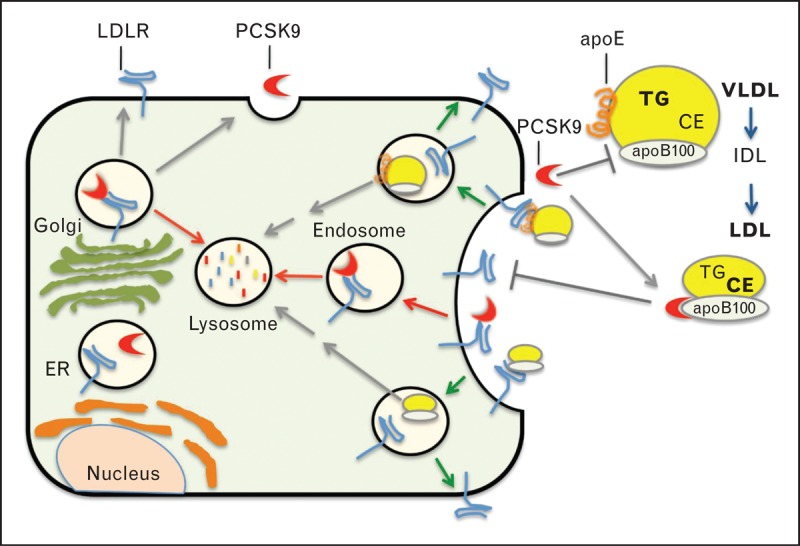 LDLR
PCSK9
apoE
TG
CE
apoB100
VLDL
IDL
LDL
PCSK9
Golgi
Endosome
Lysosome
TG
CE
apoB100
ER
Nucleus